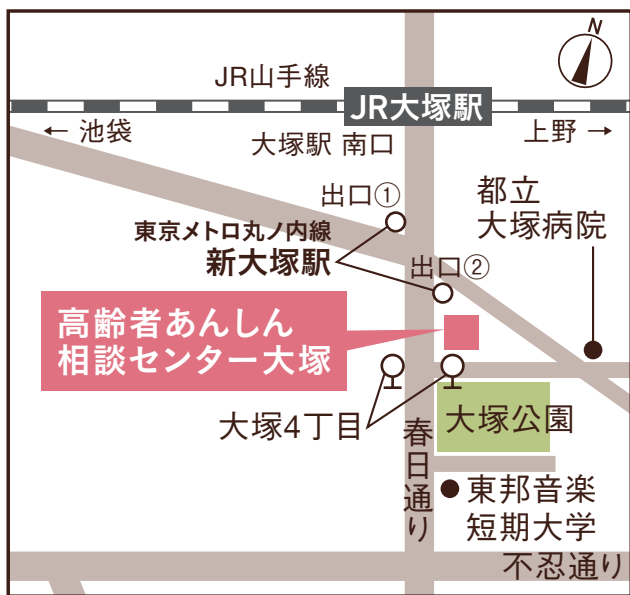 N
JR山手線
JR大塚駅
← 池袋
上野 →
大塚駅 南口
都立
大塚病院
出口①
東京メトロ丸ノ内線
新大塚駅
出口②
高齢者あんしん
相談センター大塚
大塚4丁目
大塚公園
春日通り
東邦音楽
短期大学
不忍通り